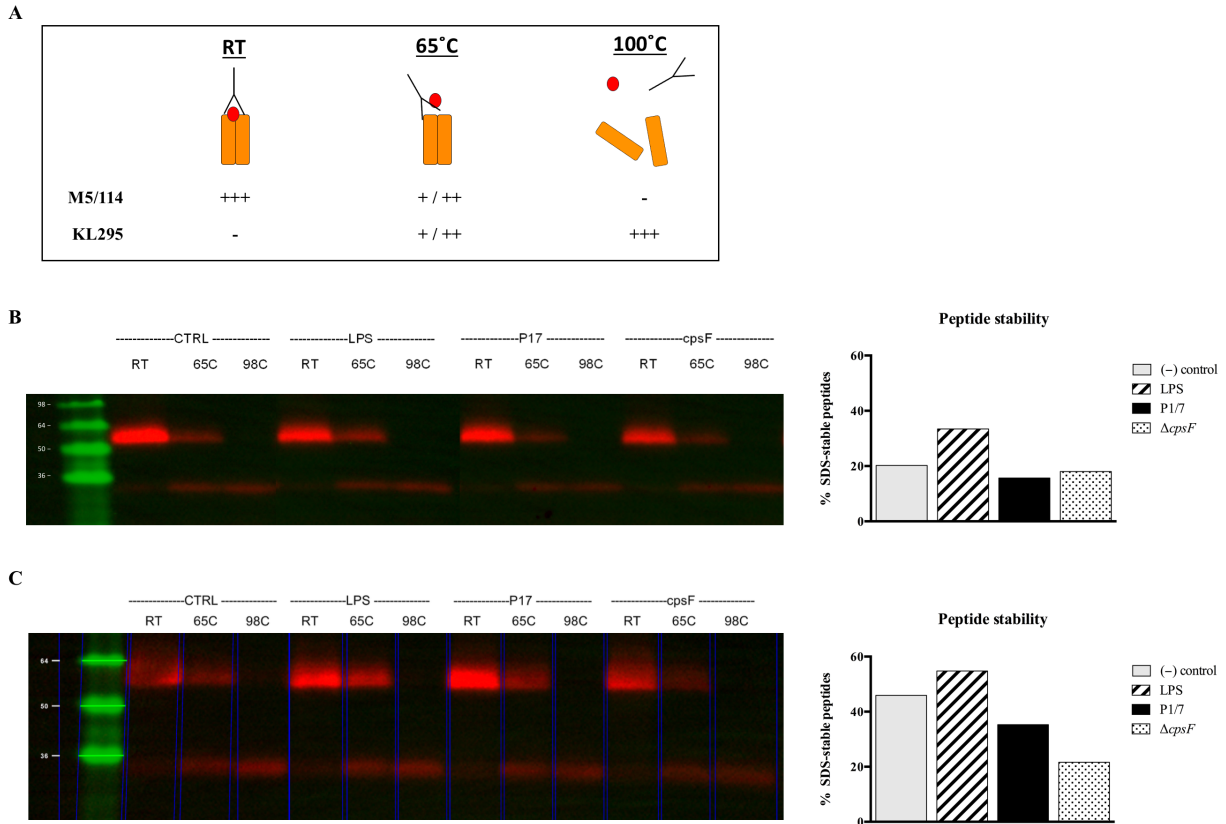 A
RT 65˚C 100˚C
M5/114 +++ + / ++ -
KL295 - + / ++ +++
B
--------------CTRL -------------- --------------LPS -------------- --------------P17 -------------- --------------cpsF --------------
RT 65C 98C RT 65C 98C RT 65C 98C RT 65C 98C
98 –
64 –
50 –
36 –
Peptide stability
% SDS-stable peptides
60
40
20
0
(–) control
LPS
P1/7
ΔcpsF
C
--------------CTRL -------------- --------------LPS -------------- --------------P17 -------------- --------------cpsF --------------
RT 65C 98C RT 65C 98C RT 65C 98C RT 65C 98C
64 —
50 —
36 —
Peptide stability
% SDS-stable peptides
60
40
20
0
(–) control
LPS
P1/7
ΔcpsF